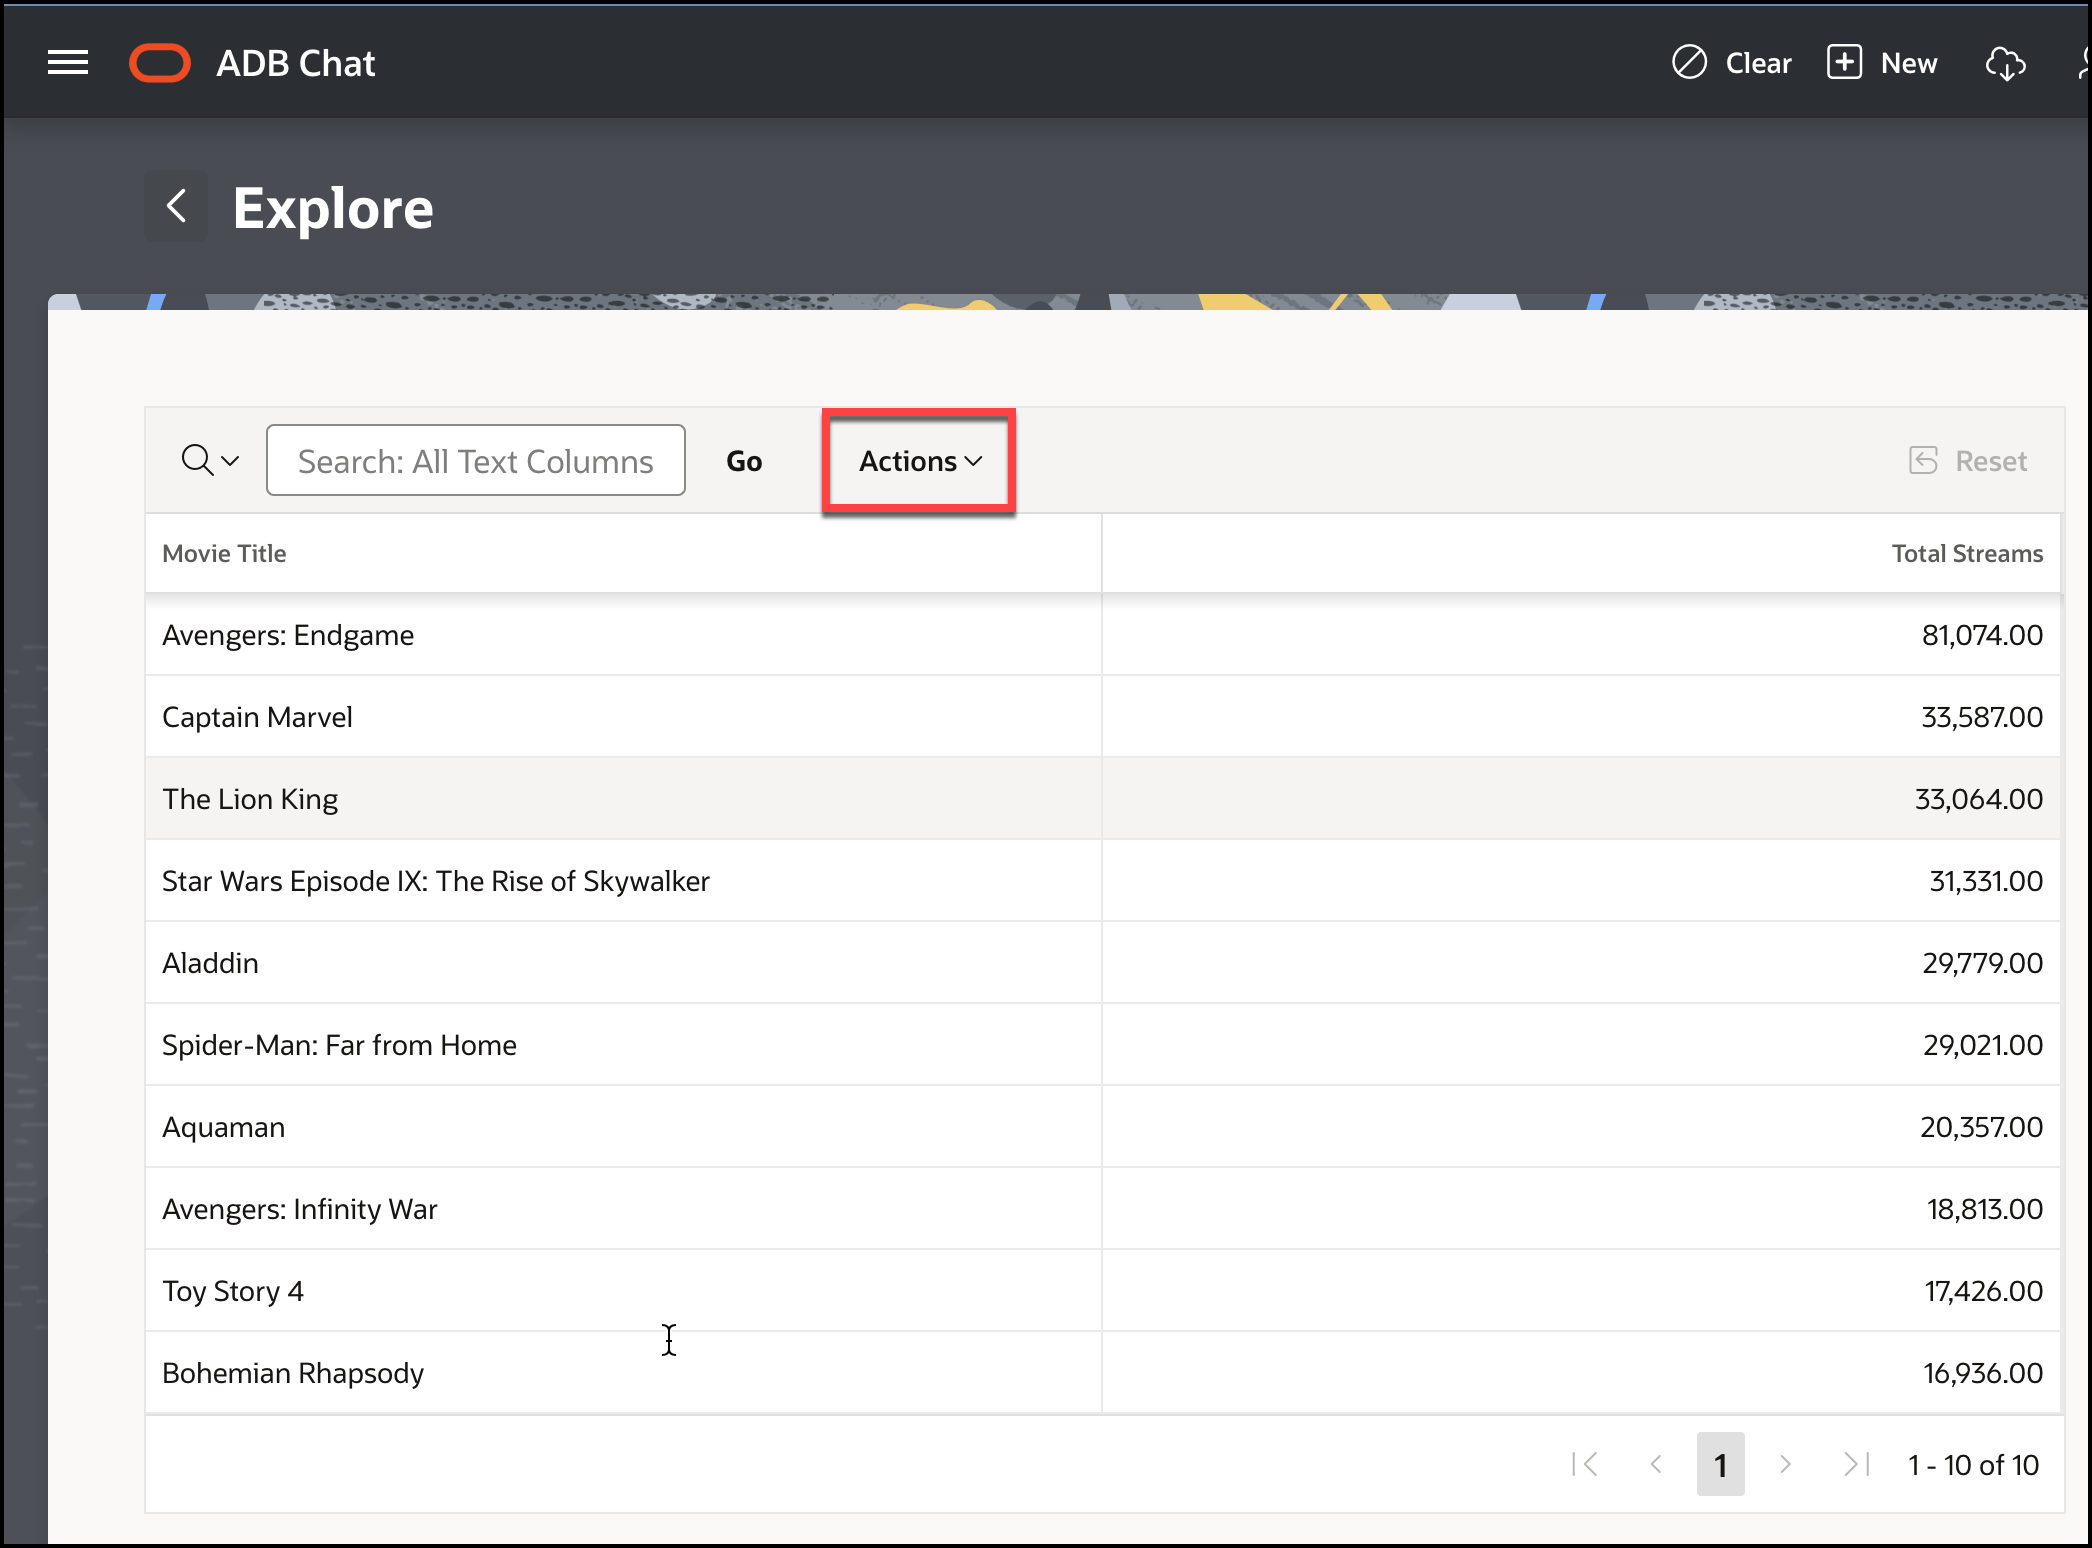 ADB Chat
Clear
New
Explore
Search: All Text Columns
Go
Actions
Reset
Movie Title Total Streams
Avengers: Endgame 81,074.00
Captain Marvel 33,587.00
The Lion King 33,064.00
Star Wars Episode IX: The Rise of Skywalker 31,331.00
Aladdin 29,779.00
Spider-Man: Far from Home 29,021.00
Aquaman 20,357.00
Avengers: Infinity War 18,813.00
Toy Story 4 17,426.00
Bohemian Rhapsody 16,936.00
1 1 - 10 of 10